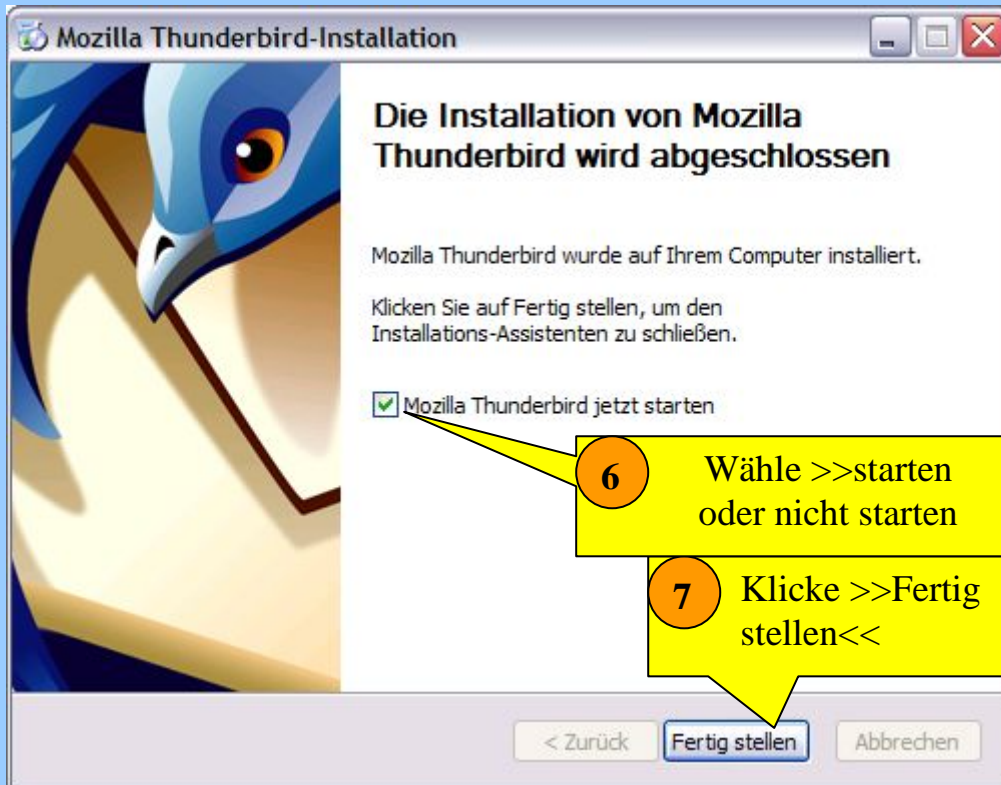 Mozilla Thunderbird-Installation
Die Installation von Mozilla
Thunderbird wird abgeschlossen
Mozilla Thunderbird wurde auf Ihrem Computer installiert.
Klicken Sie auf Fertig stellen, um den
Installations-Assistenten zu schließen.
Mozilla Thunderbird jetzt starten
6
Wähle >>starten
oder nicht starten
7
Klicke >>Fertig
stellen<<
< Zurück
Fertig stellen
Abbrechen